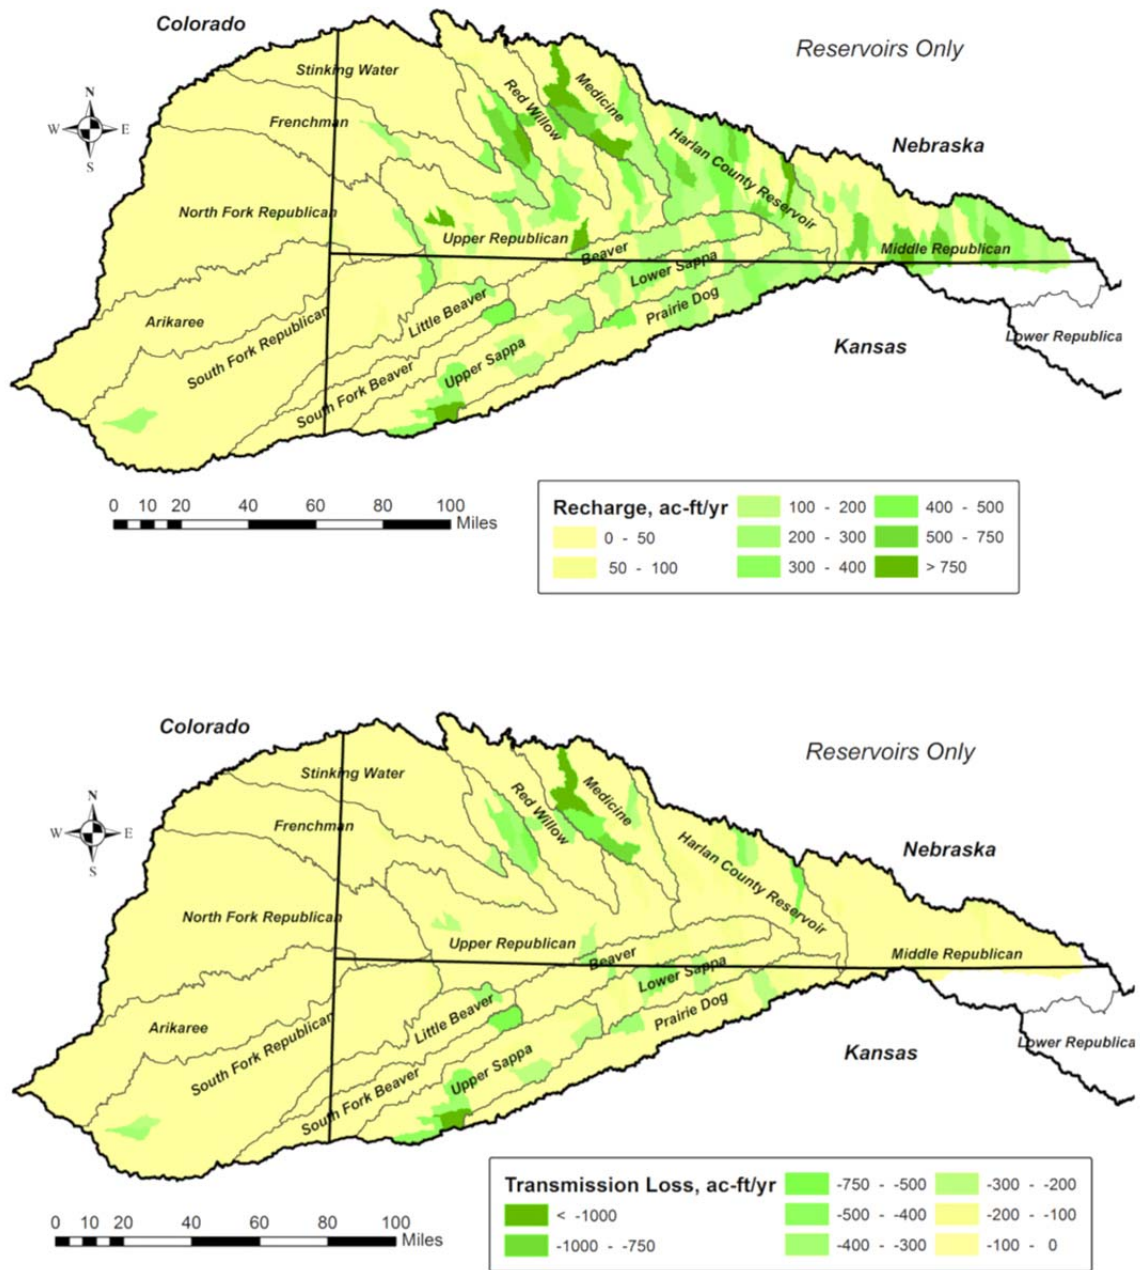 Colorado
Reservoirs Only
Stinking Water
Red Willow
Medicine
N
W E
S
Frenchman
Harlan County Reservoir
Nebraska
North Fork Republican
Upper Republican
Middle Republican
Beaver
Lower Sappa
Little Beaver
Prairie Dog
Arikaree
South Fork Republican
Lower Republica
Kansas
Upper Sappa
South Fork Beaver
Recharge, ac-ft/yr
0 - 50
50 - 100
100 - 200
200 - 300
300 - 400
400 - 500
500 - 750
> 750
0 10 20 40 60 80 100
Miles
Colorado
Reservoirs Only
Stinking Water
Red Willow
Medicine
N
W E
S
Frenchman
Harlan County Reservoir
Nebraska
North Fork Republican
Upper Republican
Middle Republican
Beaver
Lower Sappa
Little Beaver
Prairie Dog
Arikaree
South Fork Republican
Lower Republica
Kansas
Upper Sappa
South Fork Beaver
Transmission Loss, ac-ft/yr
< -1000
-1000 - -750
-750 - -500
-500 - -400
-400 - -300
-300 - -200
-200 - -100
-100 - 0
0 10 20 40 60 80 100
Miles